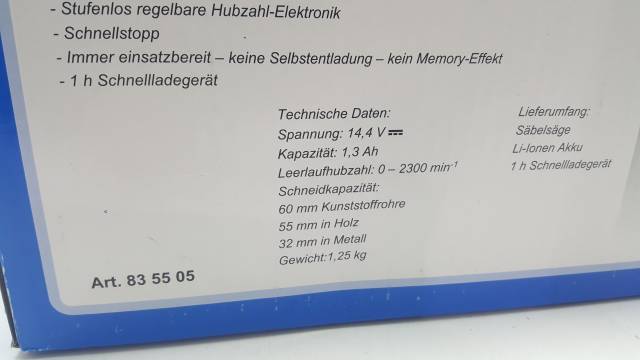 - Stufenlos regelbare Hubzahl-Elektronik
- Schnellstopp
- Immer einsatzbereit – keine Selbstentladung – kein Memory-Effekt
- 1 h Schnellladegerät
Technische Daten:
Spannung: 14,4 V ⎓
Kapazität: 1,3 Ah
Leerlaufhubzahl: 0 – 2300 min⁻¹
Schneidkapazität:
60 mm Kunststoffrohre
55 mm in Holz
32 mm in Metall
Gewicht:1,25 kg
Lieferumfang:
Säbelsäge
Li-Ionen Akku
1 h Schnellladegerät
Art. 83 55 05